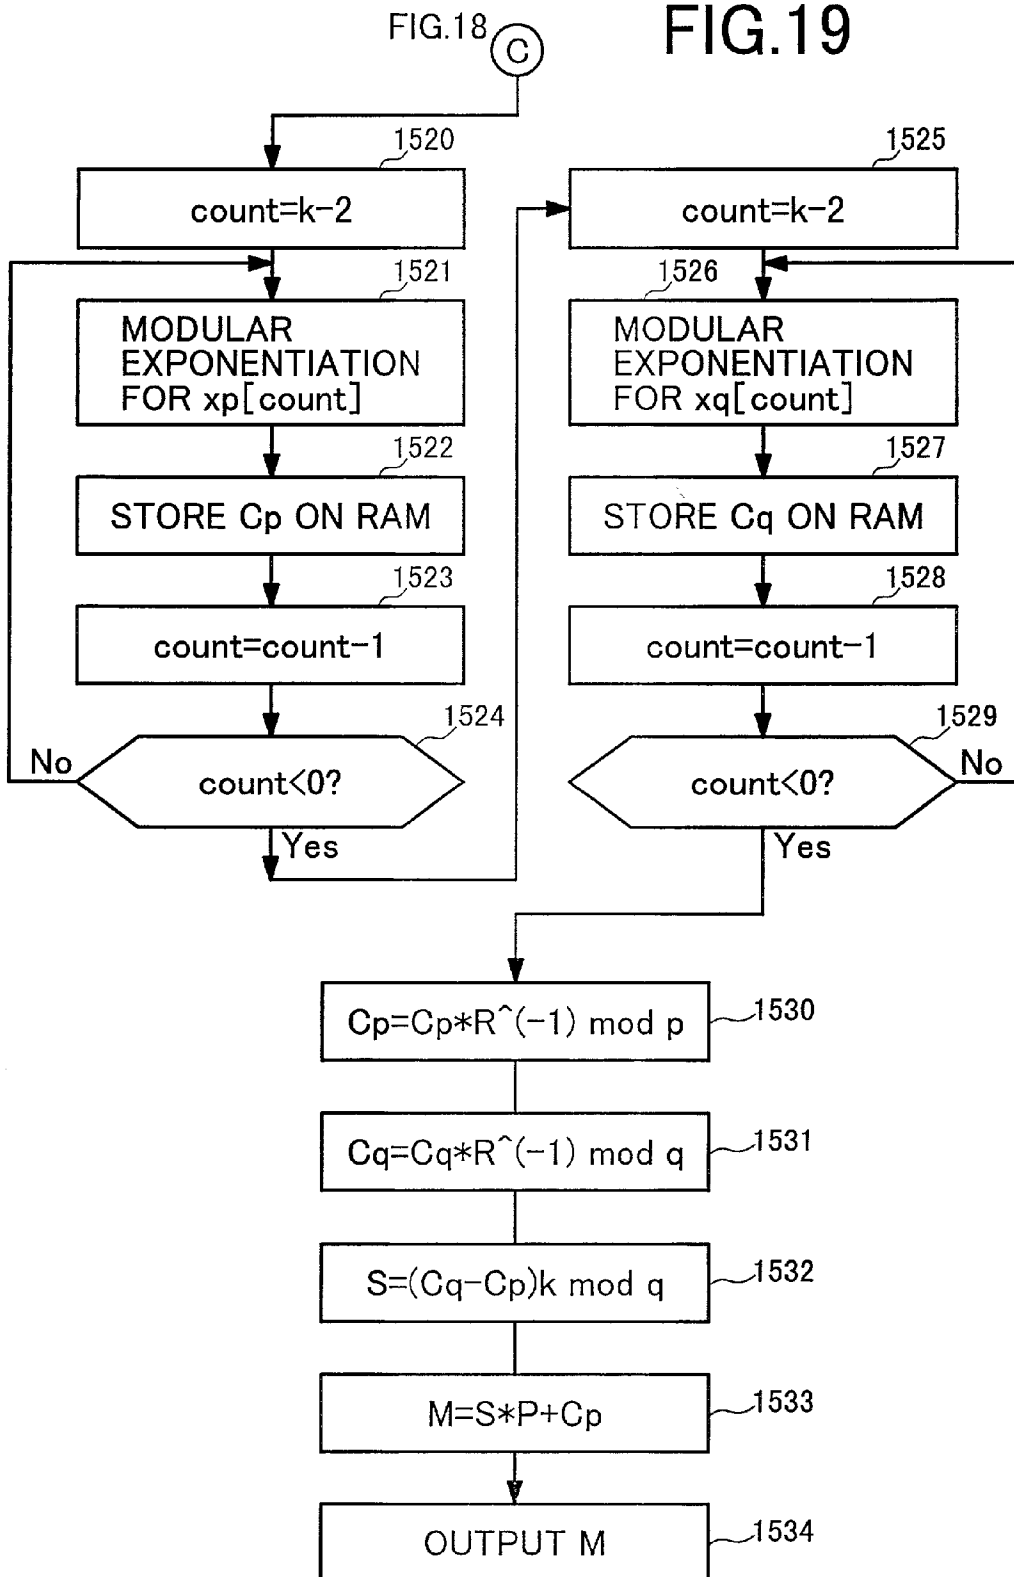 FIG.18
C
FIG.19
1520
count=k-2
1521
MODULAR
EXPONENTIATION
FOR xp[count]
1522
STORE Cp ON RAM
1523
count=count-1
1524
No
count<0?
Yes
1525
count=k-2
1526
MODULAR
EXPONENTIATION
FOR xq[count]
1527
STORE Cq ON RAM
1528
count=count-1
1529
count<0?
No
Yes
Cp=Cp*R^(-1) mod p
1530
Cq=Cq*R^(-1) mod q
1531
S=(Cq-Cp)k mod q
1532
M=S*P+Cp
1533
OUTPUT M
1534